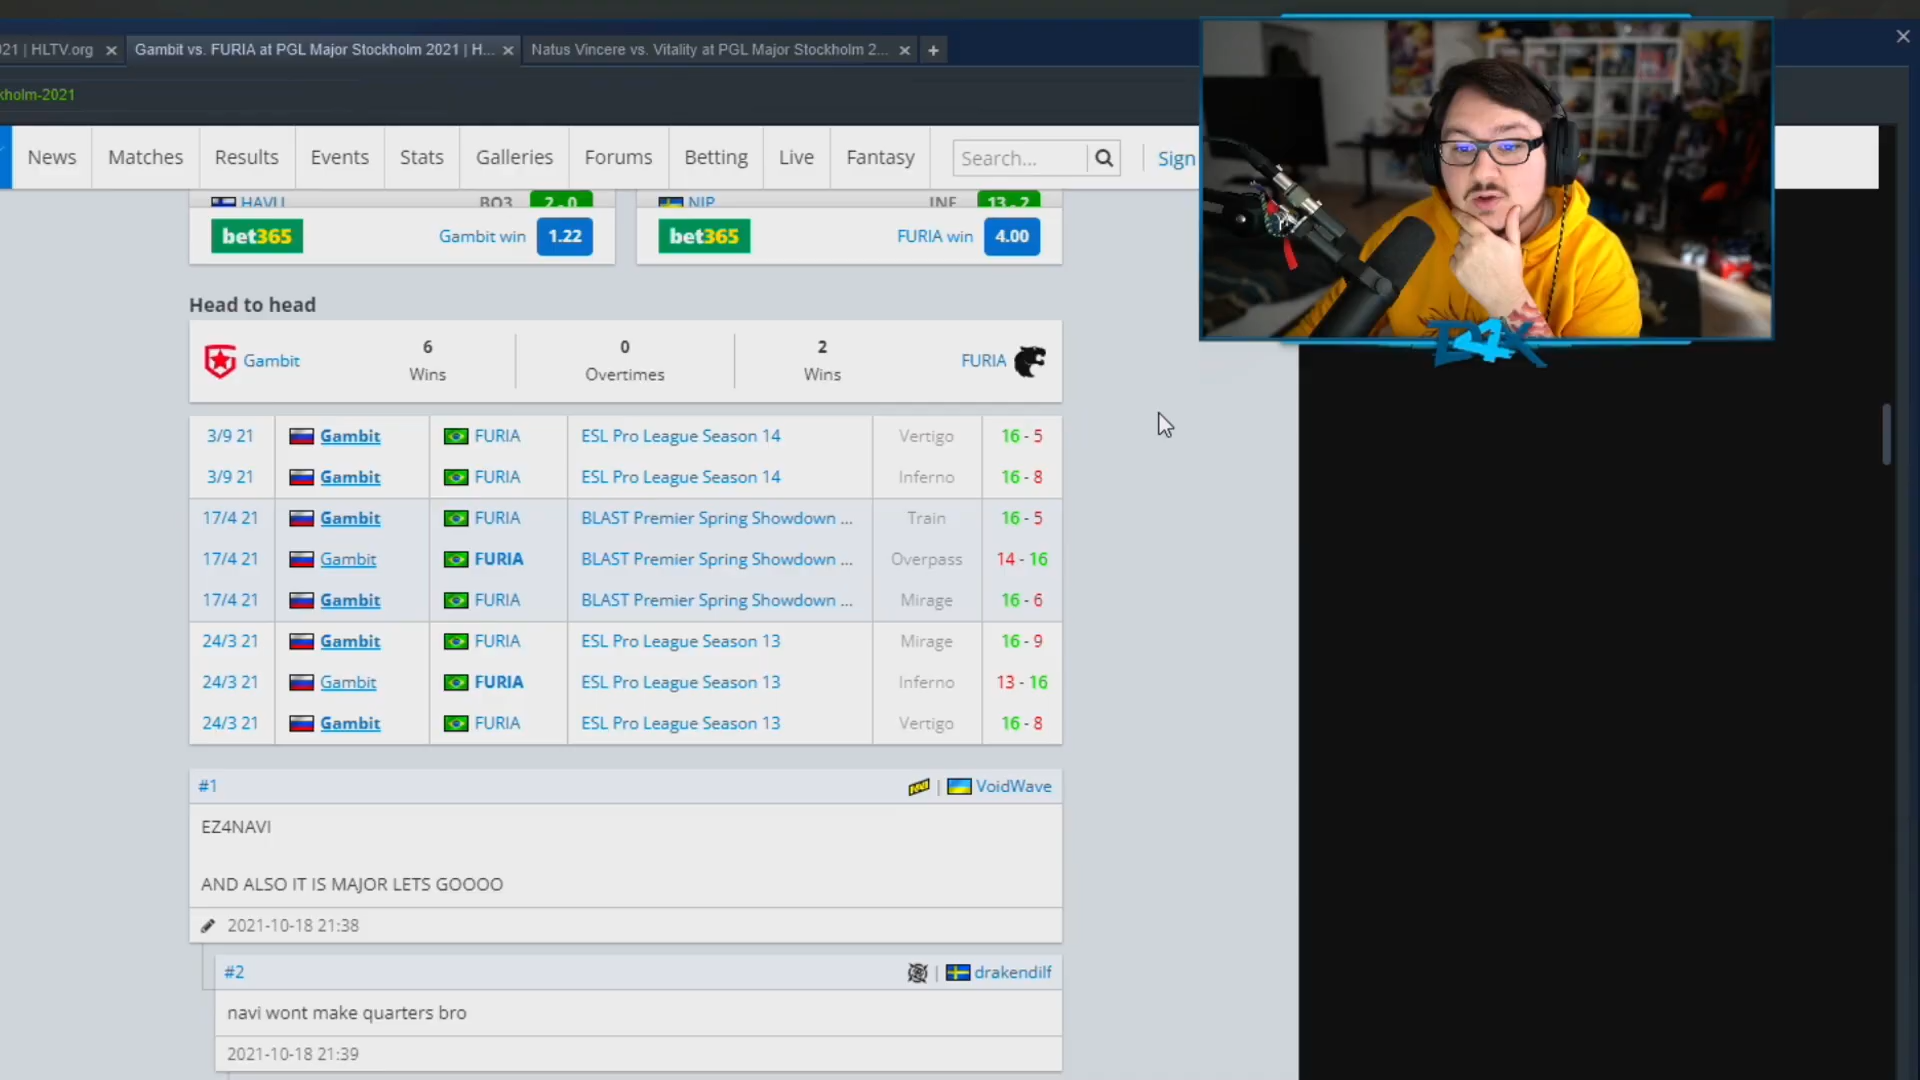 21 | HLTV.org
Gambit vs. FURIA at PGL Major Stockholm 2021 | H...
Natus Vincere vs. Vitality at PGL Major Stockholm 2...
kholm-2021
News Matches Results Events Stats Galleries Forums Betting Live Fantasy Search... Sign
HAVU BO3 2 - 0 NIP INF 13 - 2
bet365 Gambit win 1.22 bet365 FURIA win 4.00
Head to head
Gambit 6 Wins 0 Overtimes 2 Wins FURIA
3/9 21 Gambit FURIA ESL Pro League Season 14 Vertigo 16 - 5
3/9 21 Gambit FURIA ESL Pro League Season 14 Inferno 16 - 8
17/4 21 Gambit FURIA BLAST Premier Spring Showdown ... Train 16 - 5
17/4 21 Gambit FURIA BLAST Premier Spring Showdown ... Overpass 14 - 16
17/4 21 Gambit FURIA BLAST Premier Spring Showdown ... Mirage 16 - 6
24/3 21 Gambit FURIA ESL Pro League Season 13 Mirage 16 - 9
24/3 21 Gambit FURIA ESL Pro League Season 13 Inferno 13 - 16
24/3 21 Gambit FURIA ESL Pro League Season 13 Vertigo 16 - 8
#1 | VoidWave
EZ4NAVI
AND ALSO IT IS MAJOR LETS GOOOO
2021-10-18 21:38
#2 | drakendilf
navi wont make quarters bro
2021-10-18 21:39